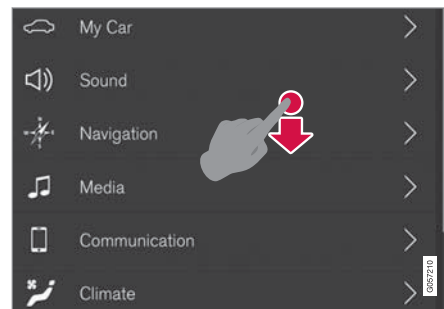 My Car
Sound
Navigation
Media
Communication
Climate
G057210